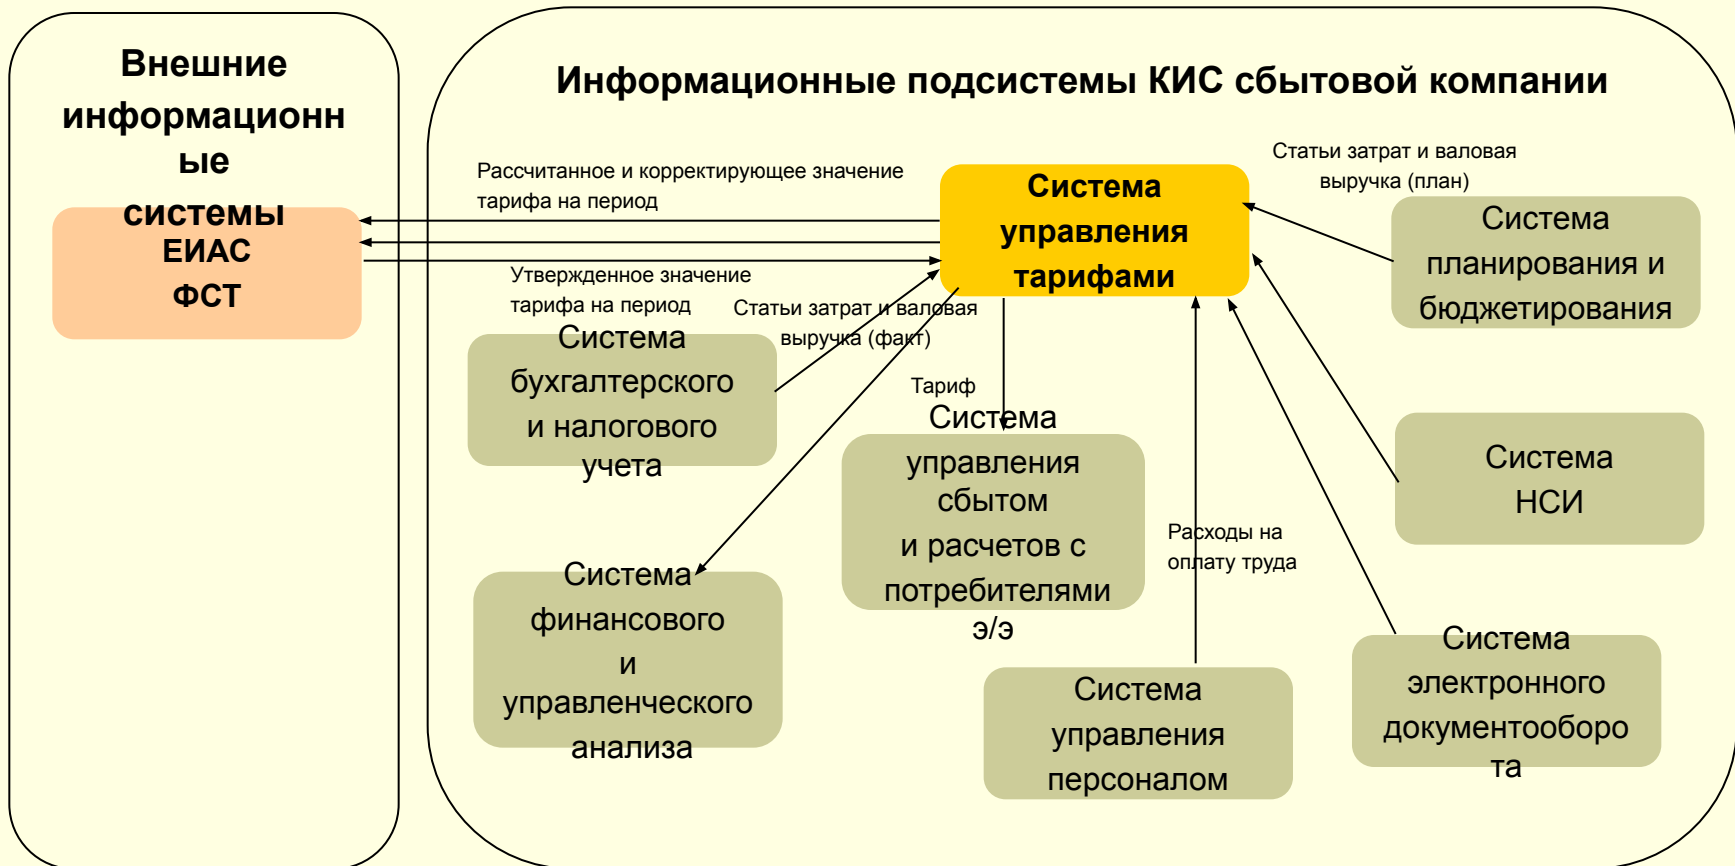 Внешние
информационн
ые
системы
ЕИАС
ФСТ
Информационные подсистемы КИС сбытовой компании
Рассчитанное и корректирующее значение
тарифа на период
Утвержденное значение
тарифа на период
Статьи затрат и валовая
выручка (факт)
Система
управления
тарифами
Статьи затрат и валовая
выручка (план)
Система
планирования и
бюджетирования
Система
бухгалтерского
и налогового
учета
Тариф
Система
управления
сбытом
и расчетов с
потребителями
э/э
Система
НСИ
Расходы на
оплату труда
Система
финансового
и
управленческого
анализа
Система
управления
персоналом
Система
электронного
документооборо
та